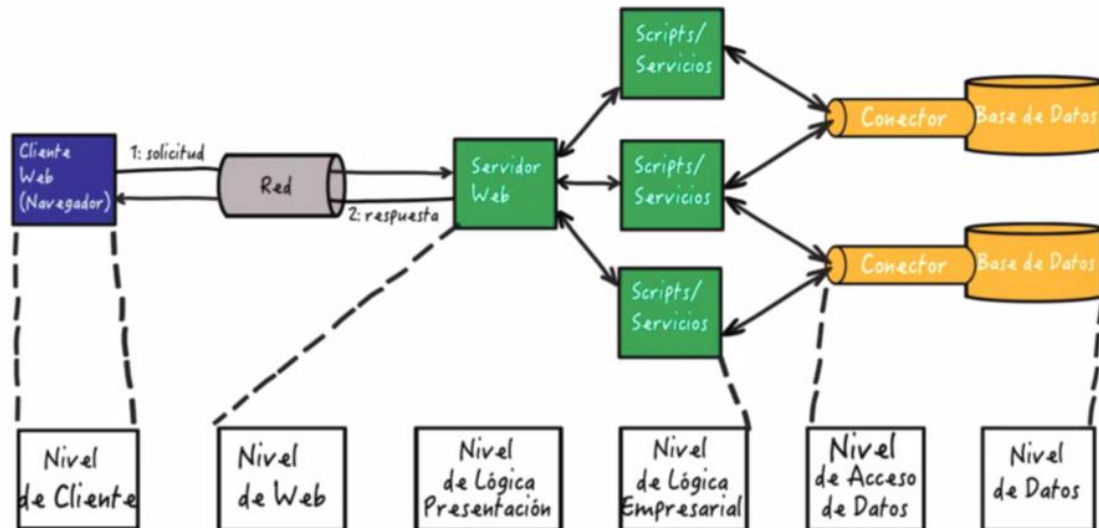 Scripts/
Servicios
Cliente
Web
(Navegador)
1: solicitud
Red
2: respuesta
Servidor
Web
Scripts/
Servicios
Scripts/
Servicios
Conector
Base de Datos
Conector
Base de Datos
Nivel
de Cliente
Nivel
de Web
Nivel
de Lógica
Presentación
Nivel
de Lógica
Empresarial
Nivel
de Acceso
de Datos
Nivel
de Datos